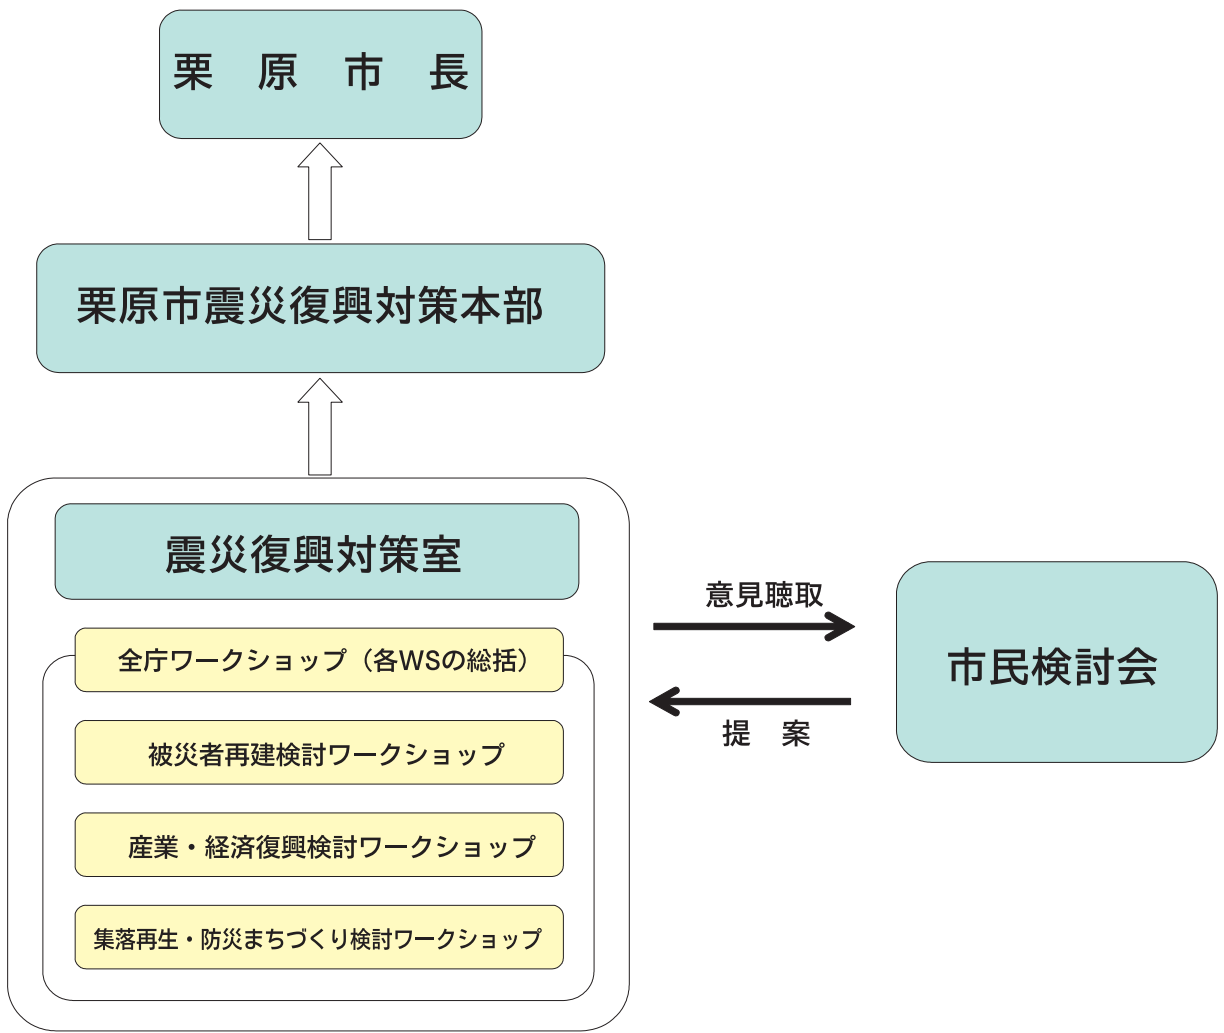 栗　原　市　長
栗原市震災復興対策本部
震災復興対策室
全庁ワークショップ（各WSの総括）
被災者再建検討ワークショップ
産業・経済復興検討ワークショップ
集落再生・防災まちづくり検討ワークショップ
意見聴取
提　案
市民検討会